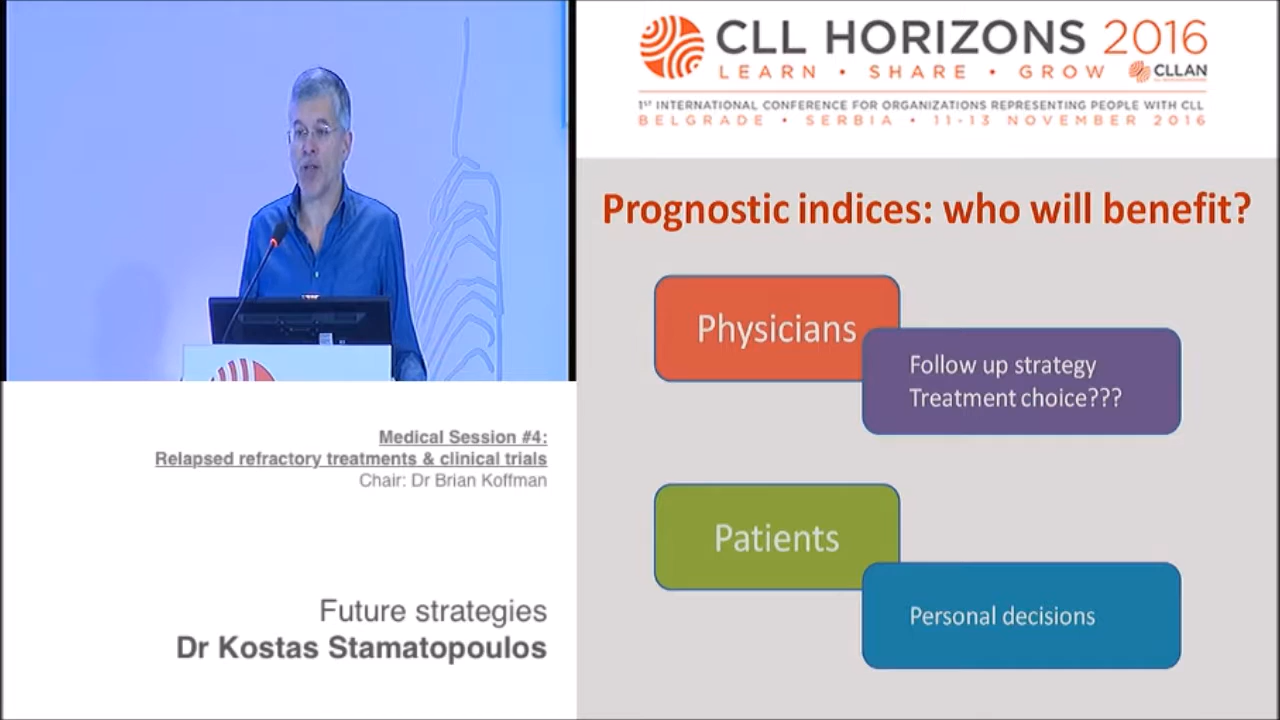 CLL HORIZONS 2016
LEARN • SHARE • GROW
CLLAN
1ST INTERNATIONAL CONFERENCE FOR ORGANIZATIONS REPRESENTING PEOPLE WITH CLL
BELGRADE • SERBIA • 11-13 NOVEMBER 2016
Prognostic indices: who will benefit?
Physicians
Follow up strategy
Treatment choice???
Patients
Personal decisions
Medical Session #4:
Relapsed refractory treatments & clinical trials
Chair: Dr Brian Koffman
Future strategies
Dr Kostas Stamatopoulos